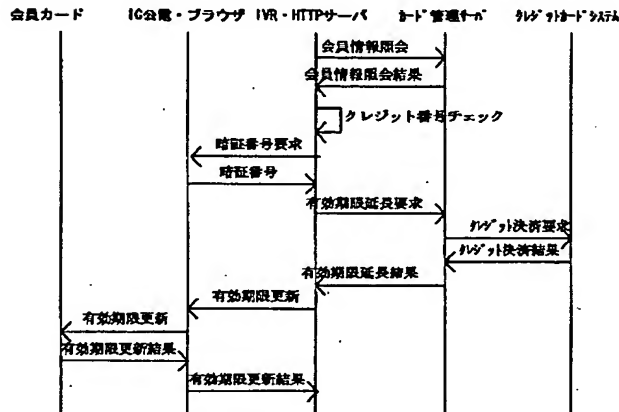 会員カード
IC公電・ブラウザ
IVR・HTTPサーバ
ｶｰﾄﾞ管理ｻｰﾊﾞ
ｸﾚｼﾞｯﾄｶｰﾄﾞｼｽﾃﾑ
会員情報照会
会員情報照会結果
クレジット番号チェック
暗証番号要求
暗証番号
有効期限延長要求
ｸﾚｼﾞｯﾄ決済要求
ｸﾚｼﾞｯﾄ決済結果
有効期限延長結果
有効期限更新
有効期限更新
有効期限更新結果
有効期限更新結果